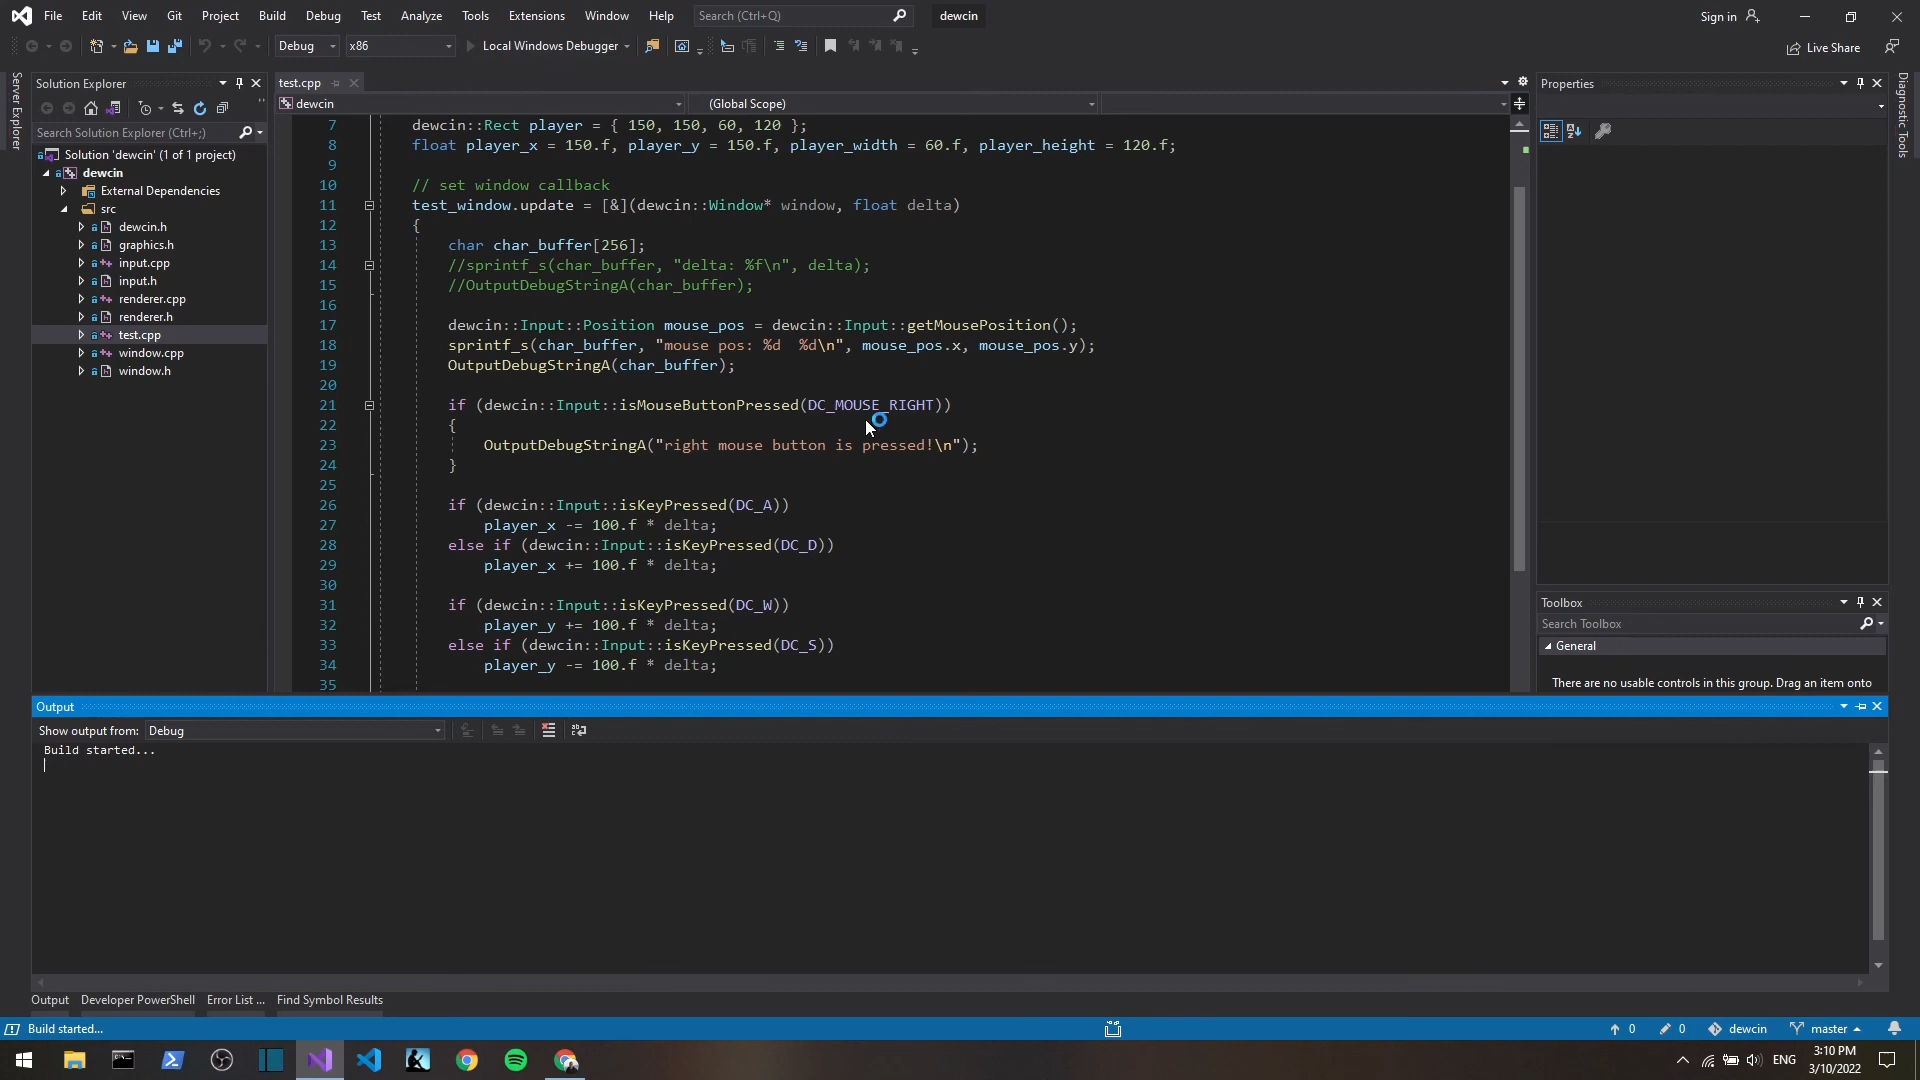 File Edit View Git Project Build Debug Test Analyze Tools Extensions Window Help Search (Ctrl+Q) dewcin Sign in
Debug x86 Local Windows Debugger Live Share
Server Explorer
Solution Explorer
Search Solution Explorer (Ctrl+;)
Solution 'dewcin' (1 of 1 project)
dewcin
External Dependencies
src
dewcin.h
graphics.h
input.cpp
input.h
renderer.cpp
renderer.h
test.cpp
window.cpp
window.h
test.cpp
dewcin (Global Scope)
7 dewcin::Rect player = { 150, 150, 60, 120 };
8 float player_x = 150.f, player_y = 150.f, player_width = 60.f, player_height = 120.f;
9
10 // set window callback
11 test_window.update = [&](dewcin::Window* window, float delta)
12 {
13 char char_buffer[256];
14 //sprintf_s(char_buffer, "delta: %f\n", delta);
15 //OutputDebugStringA(char_buffer);
16
17 dewcin::Input::Position mouse_pos = dewcin::Input::getMousePosition();
18 sprintf_s(char_buffer, "mouse pos: %d  %d\n", mouse_pos.x, mouse_pos.y);
19 OutputDebugStringA(char_buffer);
20
21 if (dewcin::Input::isMouseButtonPressed(DC_MOUSE_RIGHT))
22 {
23 OutputDebugStringA("right mouse button is pressed!\n");
24 }
25
26 if (dewcin::Input::isKeyPressed(DC_A))
27 player_x -= 100.f * delta;
28 else if (dewcin::Input::isKeyPressed(DC_D))
29 player_x += 100.f * delta;
30
31 if (dewcin::Input::isKeyPressed(DC_W))
32 player_y += 100.f * delta;
33 else if (dewcin::Input::isKeyPressed(DC_S))
34 player_y -= 100.f * delta;
35
Properties
Diagnostic Tools
Toolbox
Search Toolbox
General
There are no usable controls in this group. Drag an item onto
Output
Show output from: Debug
Build started...
Output Developer PowerShell Error List ... Find Symbol Results
Build started... 0 0 dewcin master
ENG
3:10 PM
3/10/2022